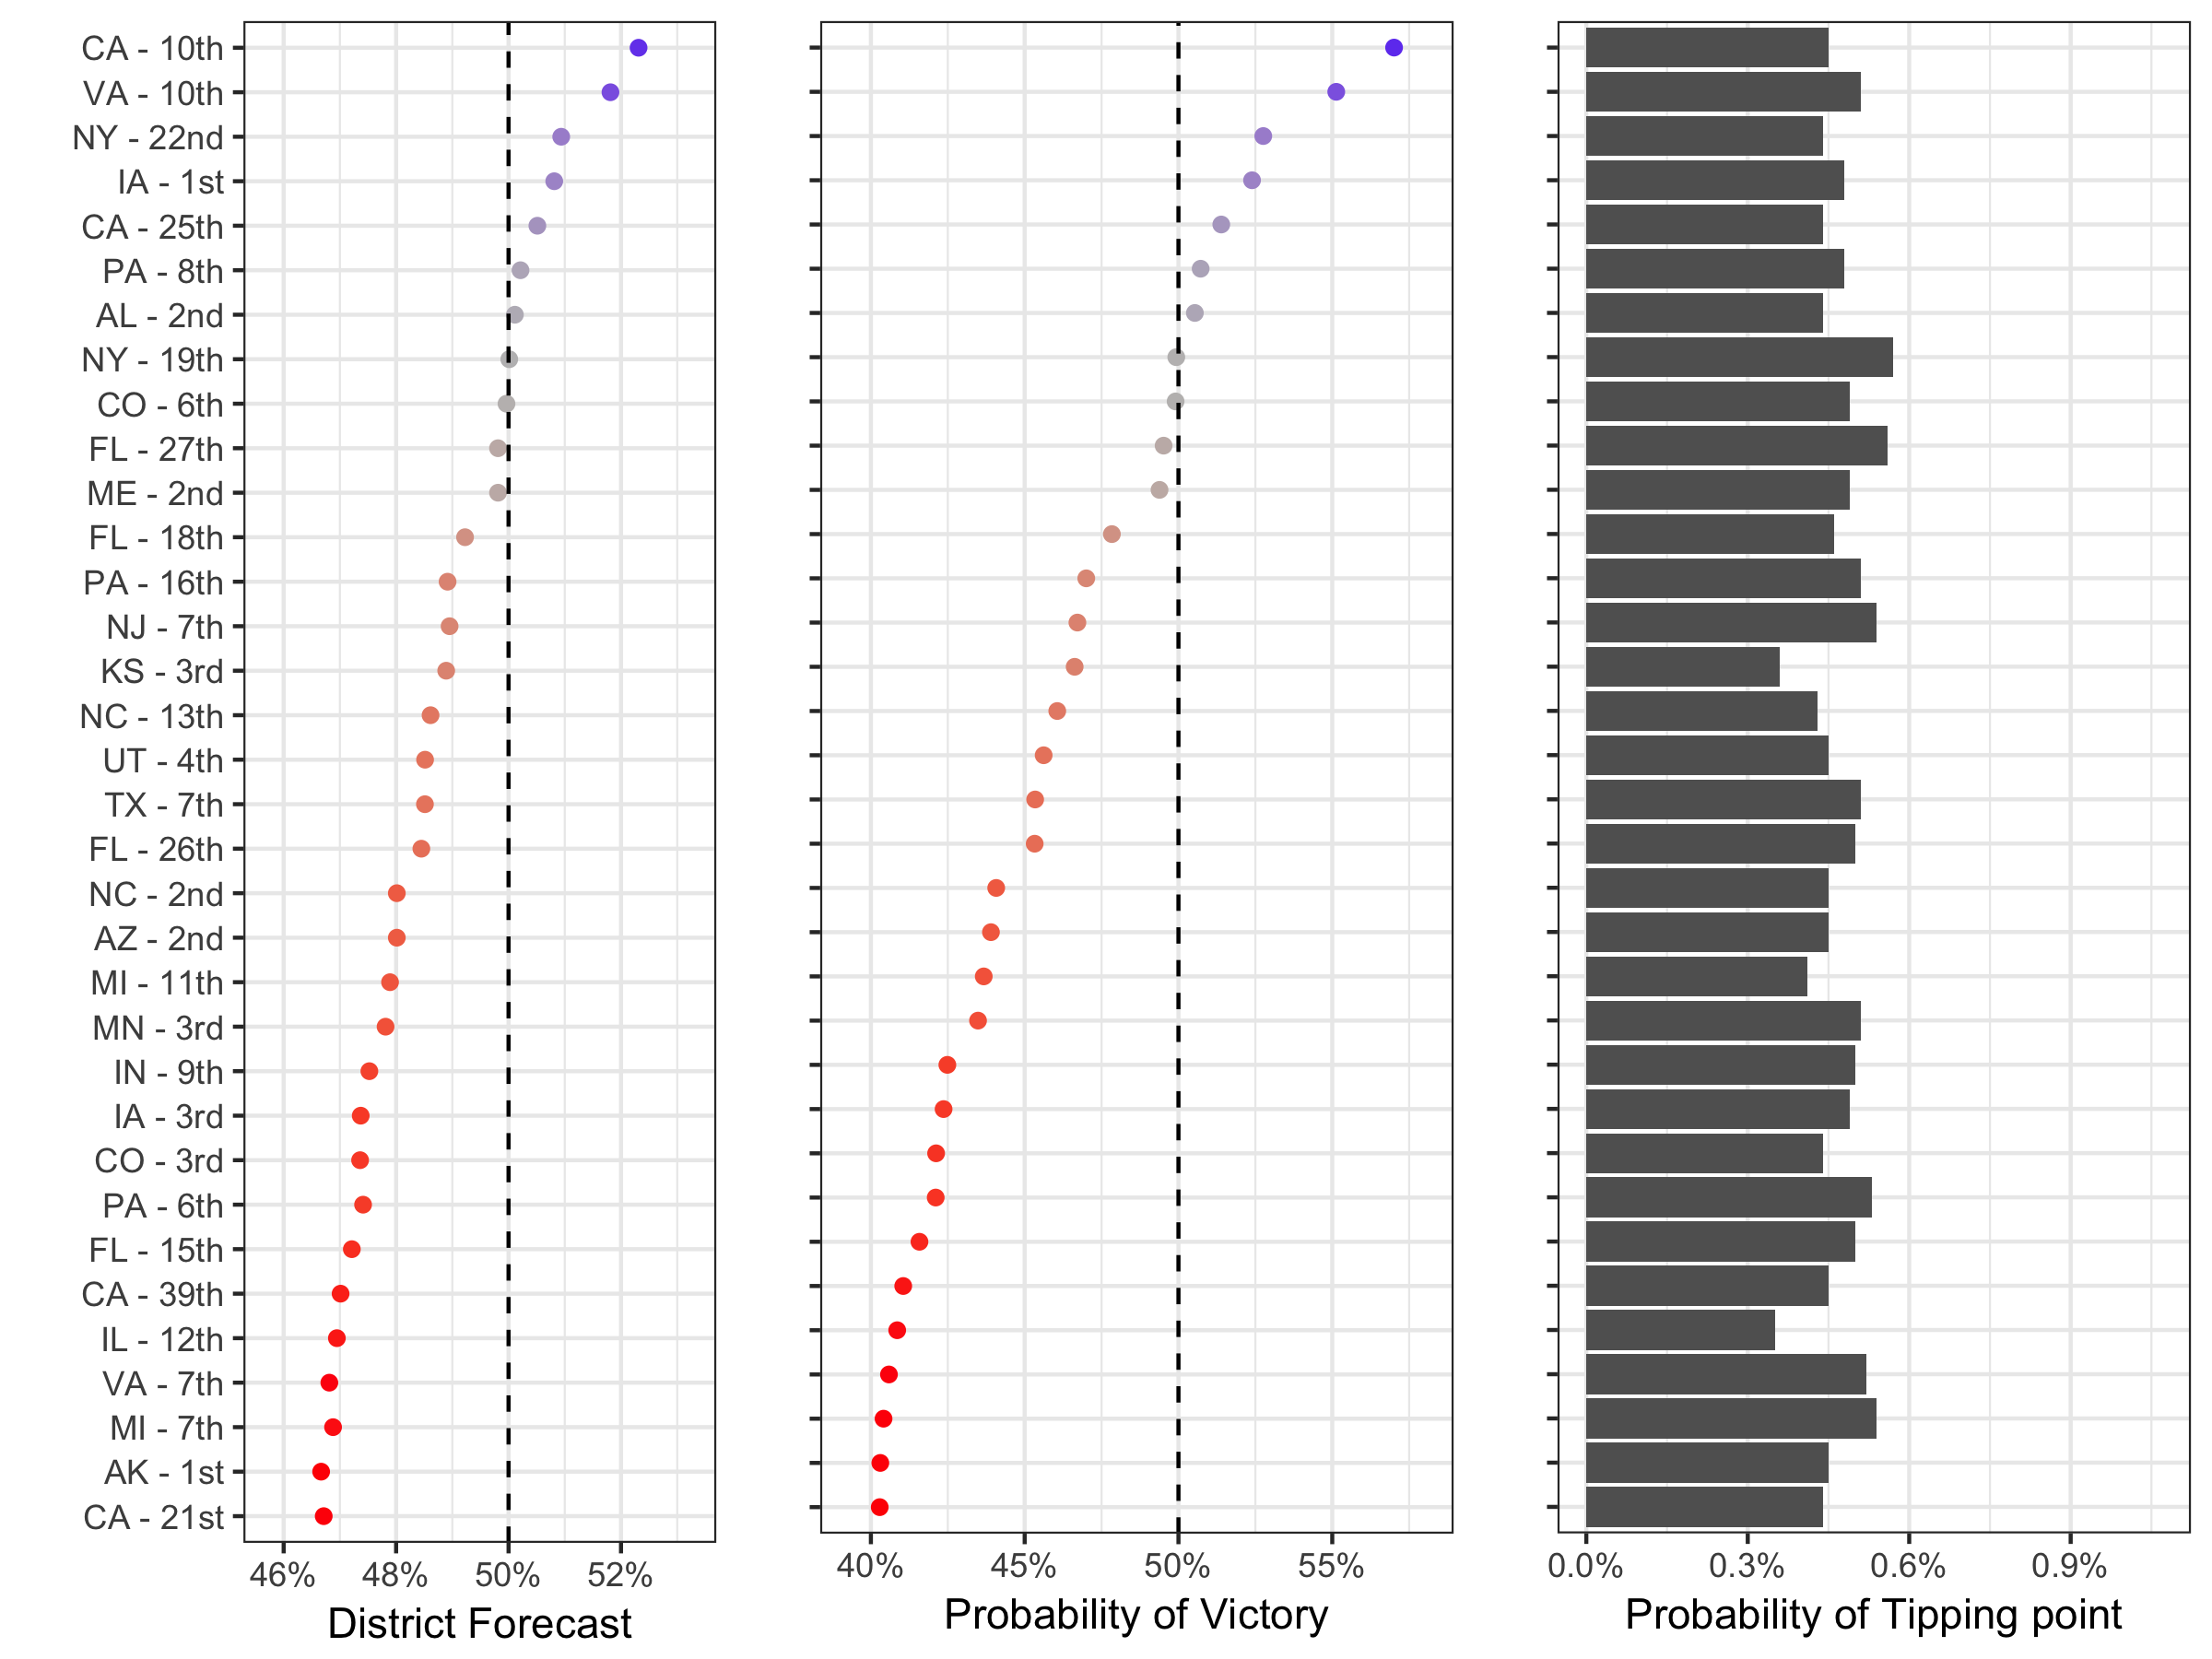 CA - 10th
VA - 10th
NY - 22nd
IA - 1st
CA - 25th
PA - 8th
AL - 2nd
NY - 19th
CO - 6th
FL - 27th
ME - 2nd
FL - 18th
PA - 16th
NJ - 7th
KS - 3rd
NC - 13th
UT - 4th
TX - 7th
FL - 26th
NC - 2nd
AZ - 2nd
MI - 11th
MN - 3rd
IN - 9th
IA - 3rd
CO - 3rd
PA - 6th
FL - 15th
CA - 39th
IL - 12th
VA - 7th
MI - 7th
AK - 1st
CA - 21st
46% 48% 50% 52%
District Forecast
40% 45% 50% 55%
Probability of Victory
0.0% 0.3% 0.6% 0.9%
Probability of Tipping point